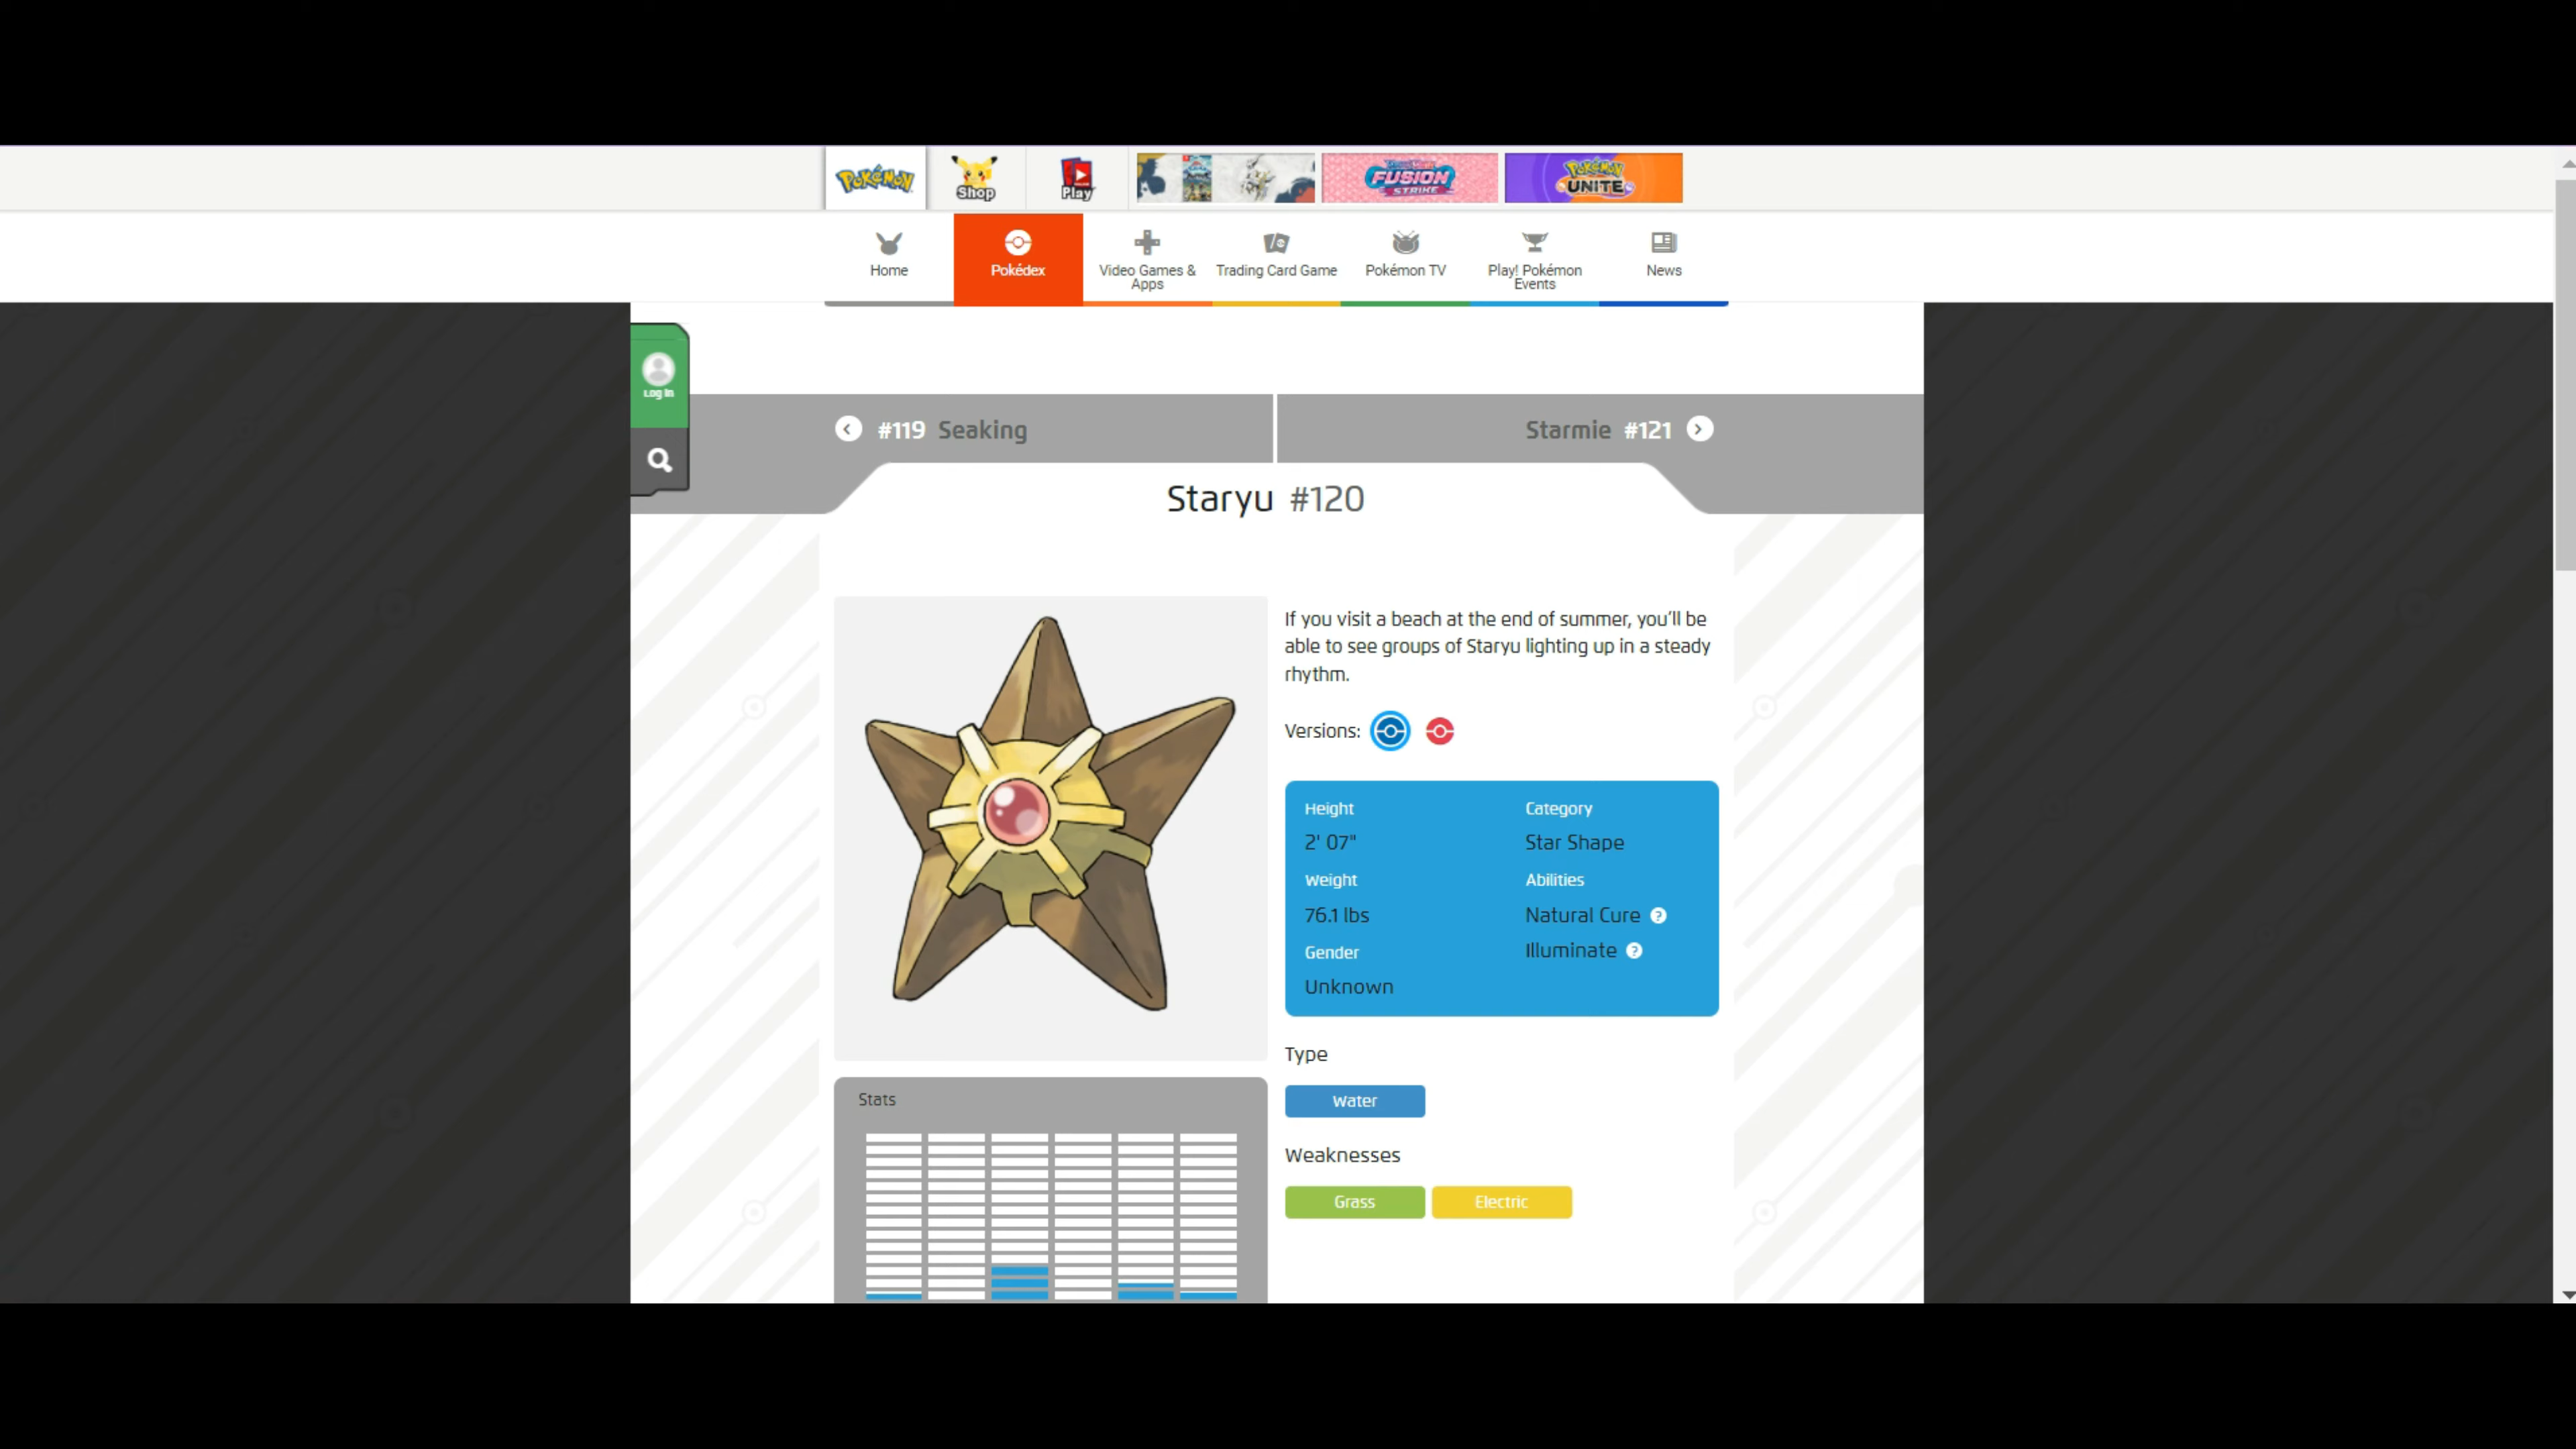 Pokémon
Shop
Play
FUSION
STRIKE
POKÉMON
UNITE
Home
Pokédex
Video Games &
Apps
Trading Card Game
Pokémon TV
Play! Pokémon
Events
News
Log In
#119 Seaking
Starmie #121
Staryu #120
If you visit a beach at the end of summer, you'll be
able to see groups of Staryu lighting up in a steady
rhythm.
Versions:
Height
2' 07"
Weight
76.1 lbs
Gender
Unknown
Category
Star Shape
Abilities
Natural Cure ?
Illuminate ?
Type
Water
Weaknesses
Grass Electric
Stats